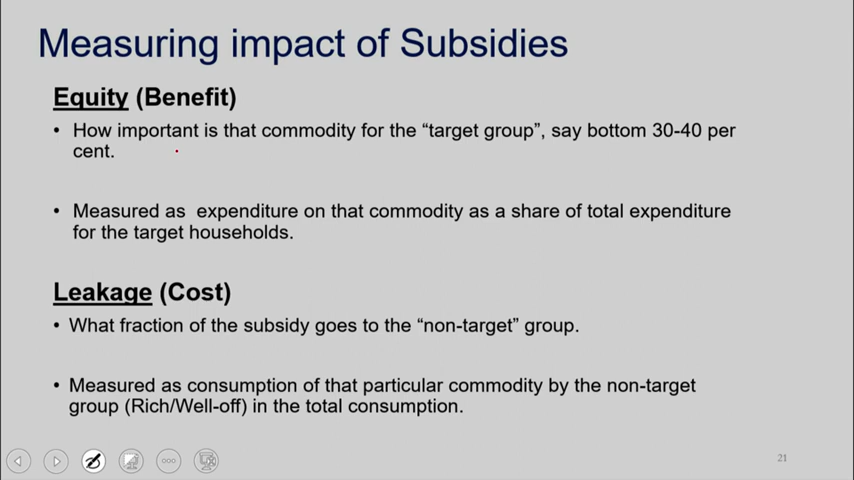 Measuring impact of Subsidies
Equity (Benefit)
• How important is that commodity for the “target group”, say bottom 30-40 per
cent.
• Measured as expenditure on that commodity as a share of total expenditure
for the target households.
Leakage (Cost)
• What fraction of the subsidy goes to the “non-target” group.
• Measured as consumption of that particular commodity by the non-target
group (Rich/Well-off) in the total consumption.
21